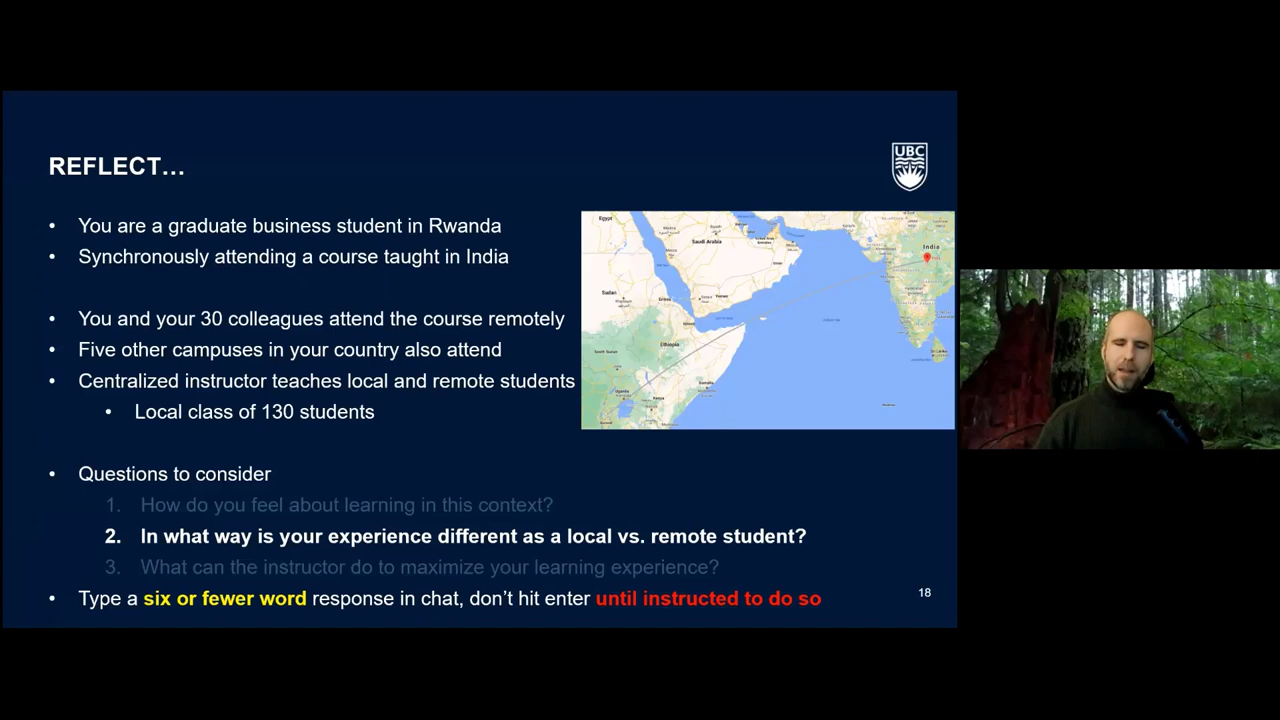 REFLECT…
UBC
• You are a graduate business student in Rwanda
• Synchronously attending a course taught in India
• You and your 30 colleagues attend the course remotely
• Five other campuses in your country also attend
• Centralized instructor teaches local and remote students
• Local class of 130 students
Egypt
Saudi Arabia
India
Sudan
Yemen
Ethiopia
South Sudan
Somalia
Uganda
Kenya
• Questions to consider
1. How do you feel about learning in this context?
2. In what way is your experience different as a local vs. remote student?
3. What can the instructor do to maximize your learning experience?
• Type a six or fewer word response in chat, don't hit enter until instructed to do so
18